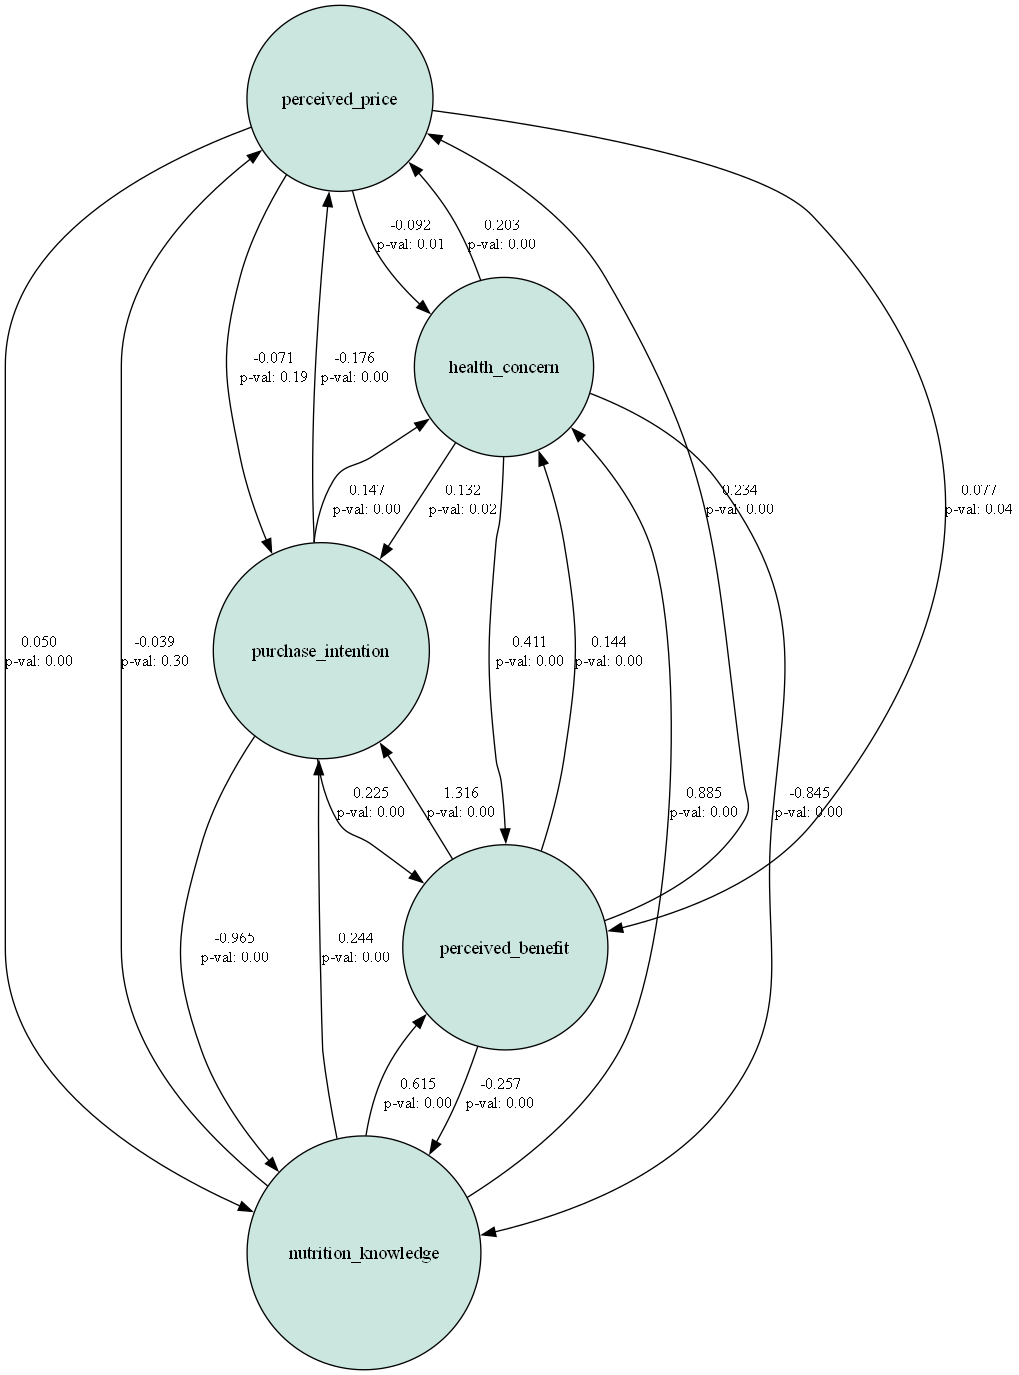 perceived_price
-0.092
p-val: 0.01
0.203
p-val: 0.00
health_concern
-0.071
p-val: 0.19
-0.176
p-val: 0.00
0.147
p-val: 0.00
0.132
p-val: 0.02
0.234
p-val: 0.00
0.077
p-val: 0.04
purchase_intention
0.050
p-val: 0.00
-0.039
p-val: 0.30
0.411
p-val: 0.00
0.144
p-val: 0.00
0.225
p-val: 0.00
1.316
p-val: 0.00
0.885
p-val: 0.00
-0.845
p-val: 0.00
-0.965
p-val: 0.00
0.244
p-val: 0.00
perceived_benefit
0.615
p-val: 0.00
-0.257
p-val: 0.00
nutrition_knowledge